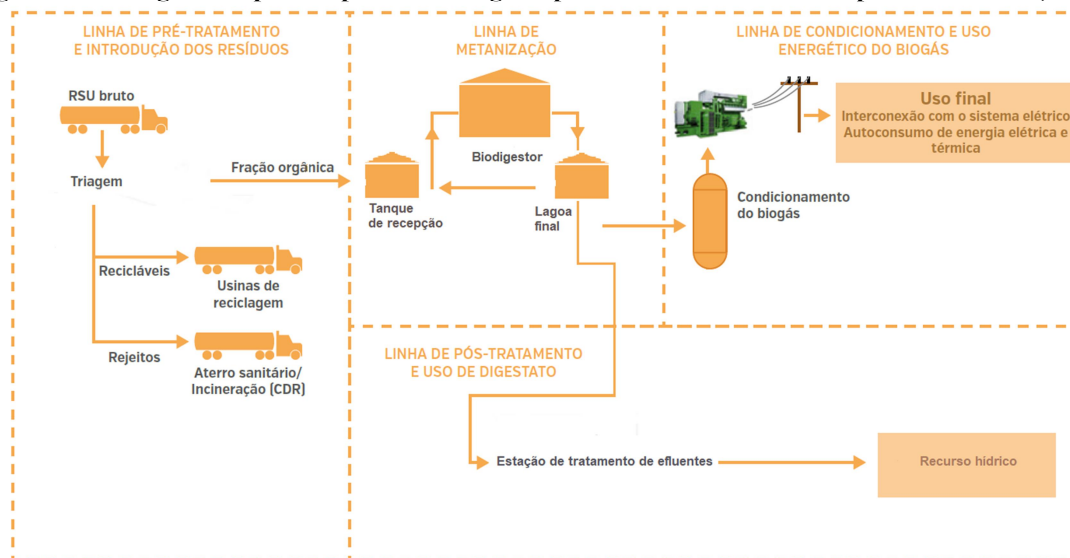 LINHA DE PRÉ-TRATAMENTO
E INTRODUÇÃO DOS RESÍDUOS
RSU bruto
Triagem
Fração orgânica
Recicláveis
Usinas de
reciclagem
Rejeitos
Aterro sanitário/
Incineração (CDR)
LINHA DE
METANIZAÇÃO
Biodigestor
Tanque
de recepção
Lagoa
final
LINHA DE CONDICIONAMENTO E USO
ENERGÉTICO DO BIOGÁS
Uso final
Interconexão com o sistema elétrico
Autoconsumo de energia elétrica e
térmica
Condicionamento
do biogás
LINHA DE PÓS-TRATAMENTO
E USO DE DIGESTATO
Estação de tratamento de efluentes
Recurso hídrico